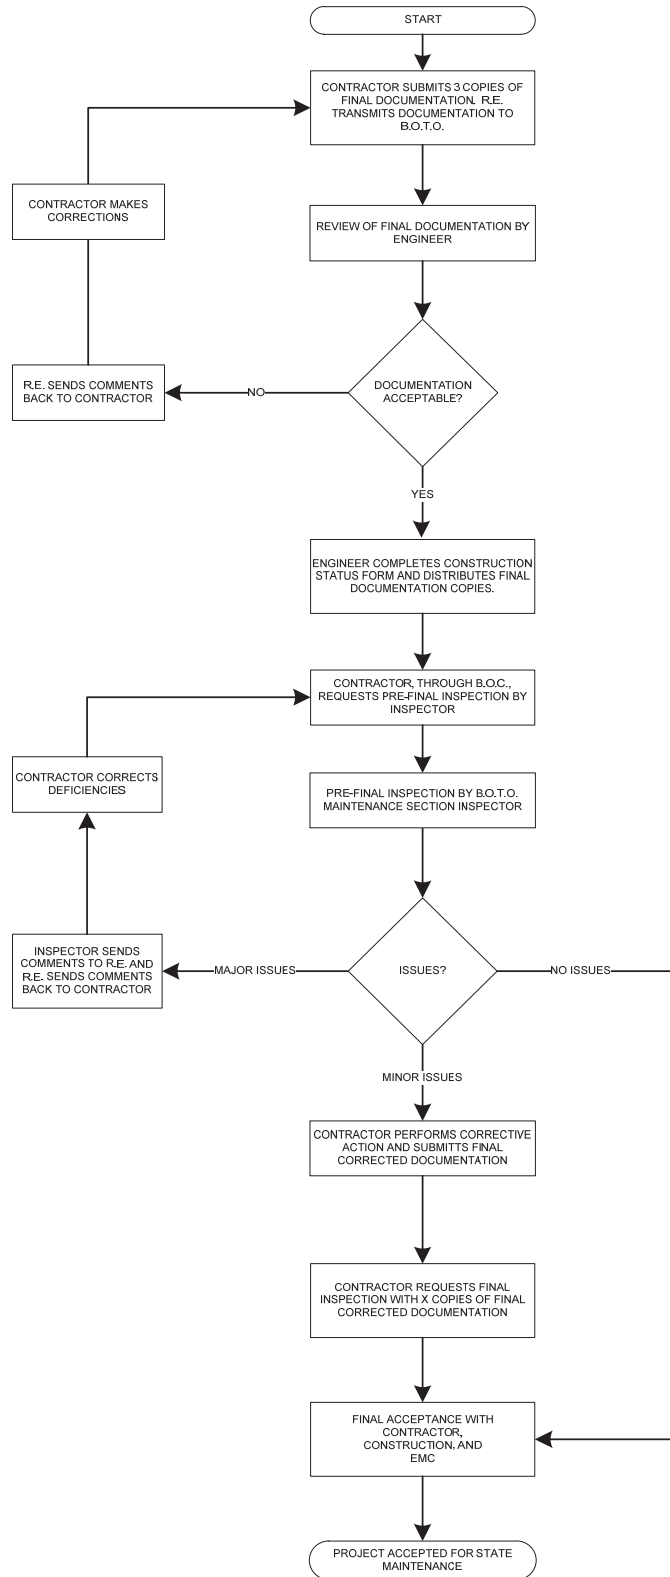 START
CONTRACTOR SUBMITS 3 COPIES OF
FINAL DOCUMENTATION. R.E.
TRANSMITS DOCUMENTATION TO
B.O.T.O.
CONTRACTOR MAKES
CORRECTIONS
REVIEW OF FINAL DOCUMENTATION BY
ENGINEER
R.E. SENDS COMMENTS
BACK TO CONTRACTOR
NO
DOCUMENTATION
ACCEPTABLE?
YES
ENGINEER COMPLETES CONSTRUCTION
STATUS FORM AND DISTRIBUTES FINAL
DOCUMENTATION COPIES.
CONTRACTOR, THROUGH B.O.C.,
REQUESTS PRE-FINAL INSPECTION BY
INSPECTOR
CONTRACTOR CORRECTS
DEFICIENCIES
PRE-FINAL INSPECTION BY B.O.T.O.
MAINTENANCE SECTION INSPECTOR
INSPECTOR SENDS
COMMENTS TO R.E. AND
R.E. SENDS COMMENTS
BACK TO CONTRACTOR
MAJOR ISSUES
ISSUES?
NO ISSUES
MINOR ISSUES
CONTRACTOR PERFORMS CORRECTIVE
ACTION AND SUBMITTS FINAL
CORRECTED DOCUMENTATION
CONTRACTOR REQUESTS FINAL
INSPECTION WITH X COPIES OF FINAL
CORRECTED DOCUMENTATION
FINAL ACCEPTANCE WITH
CONTRACTOR,
CONSTRUCTION, AND
EMC
PROJECT ACCEPTED FOR STATE
MAINTENANCE